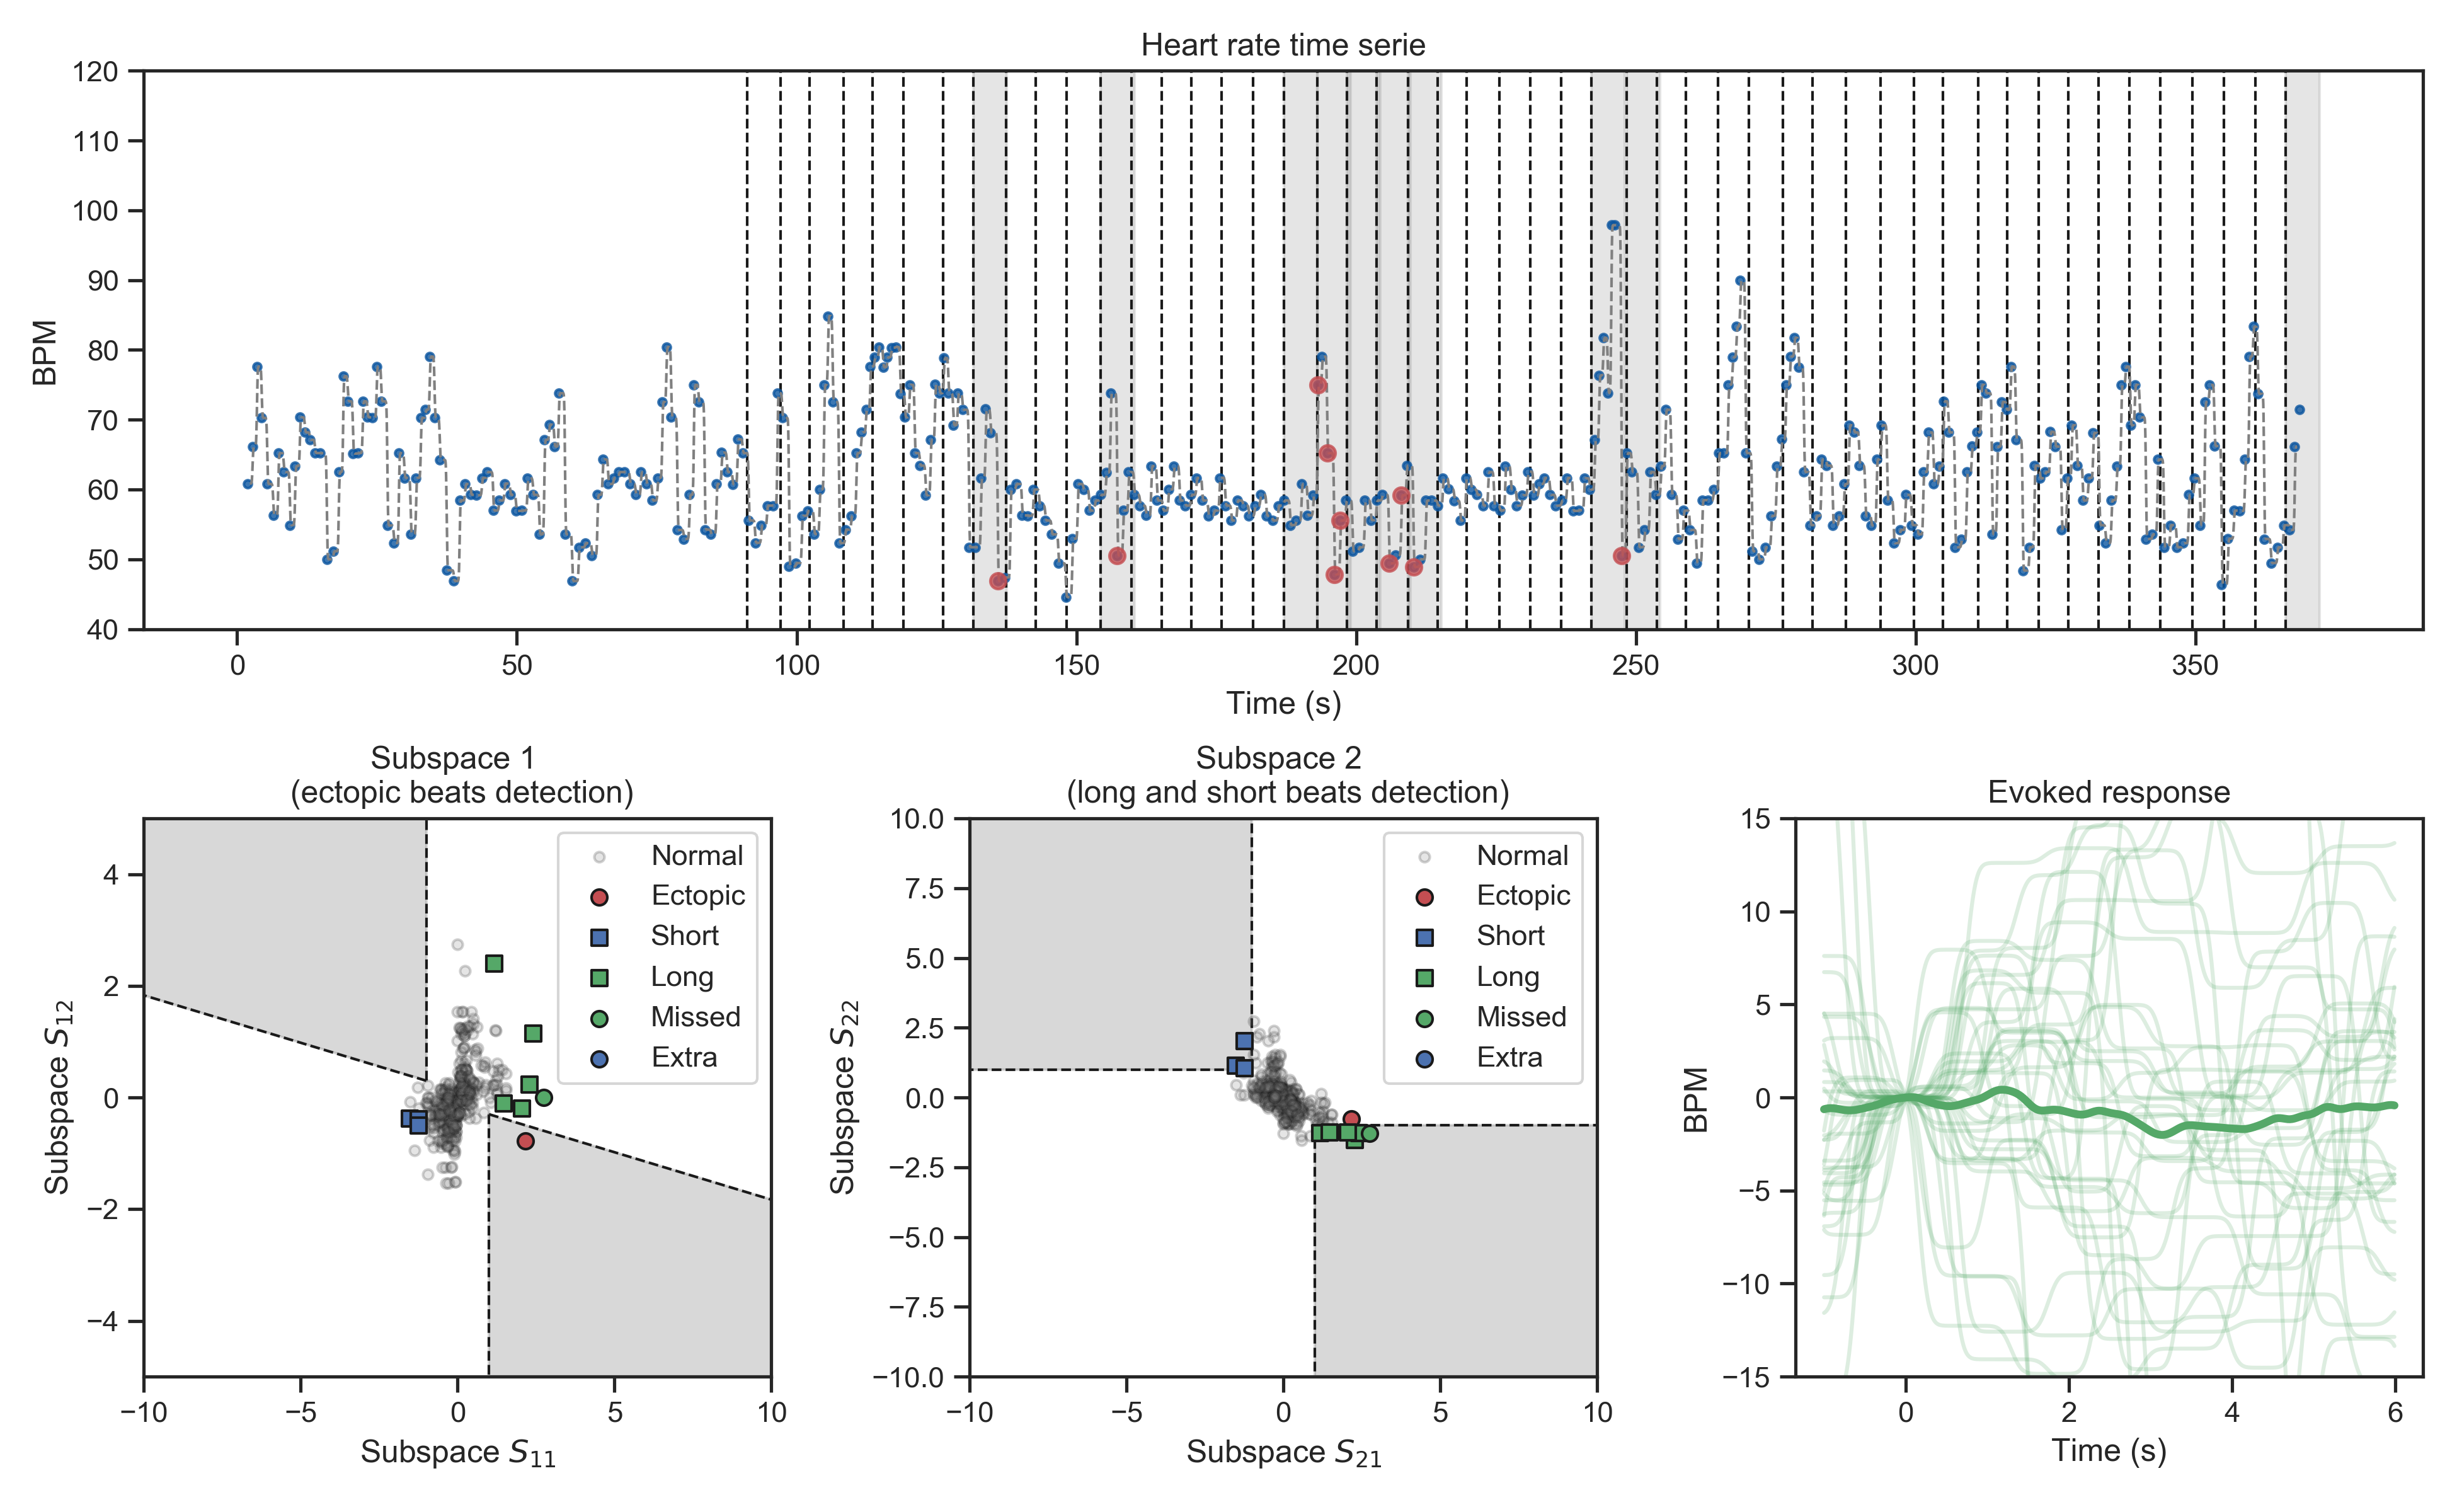 Heart rate time serie
120
110
100
90
80
70
60
50
40
BPM
0 50 100 150 200 250 300 350
Time (s)
Subspace 1
(ectopic beats detection)
4
2
0
−2
−4
Subspace S12
Normal
Ectopic
Short
Long
Missed
Extra
−10 −5 0 5 10
Subspace S11
Subspace 2
(long and short beats detection)
10.0
7.5
5.0
2.5
0.0
−2.5
−5.0
−7.5
−10.0
Subspace S22
Normal
Ectopic
Short
Long
Missed
Extra
−10 −5 0 5 10
Subspace S21
Evoked response
15
10
5
0
−5
−10
−15
BPM
0 2 4 6
Time (s)